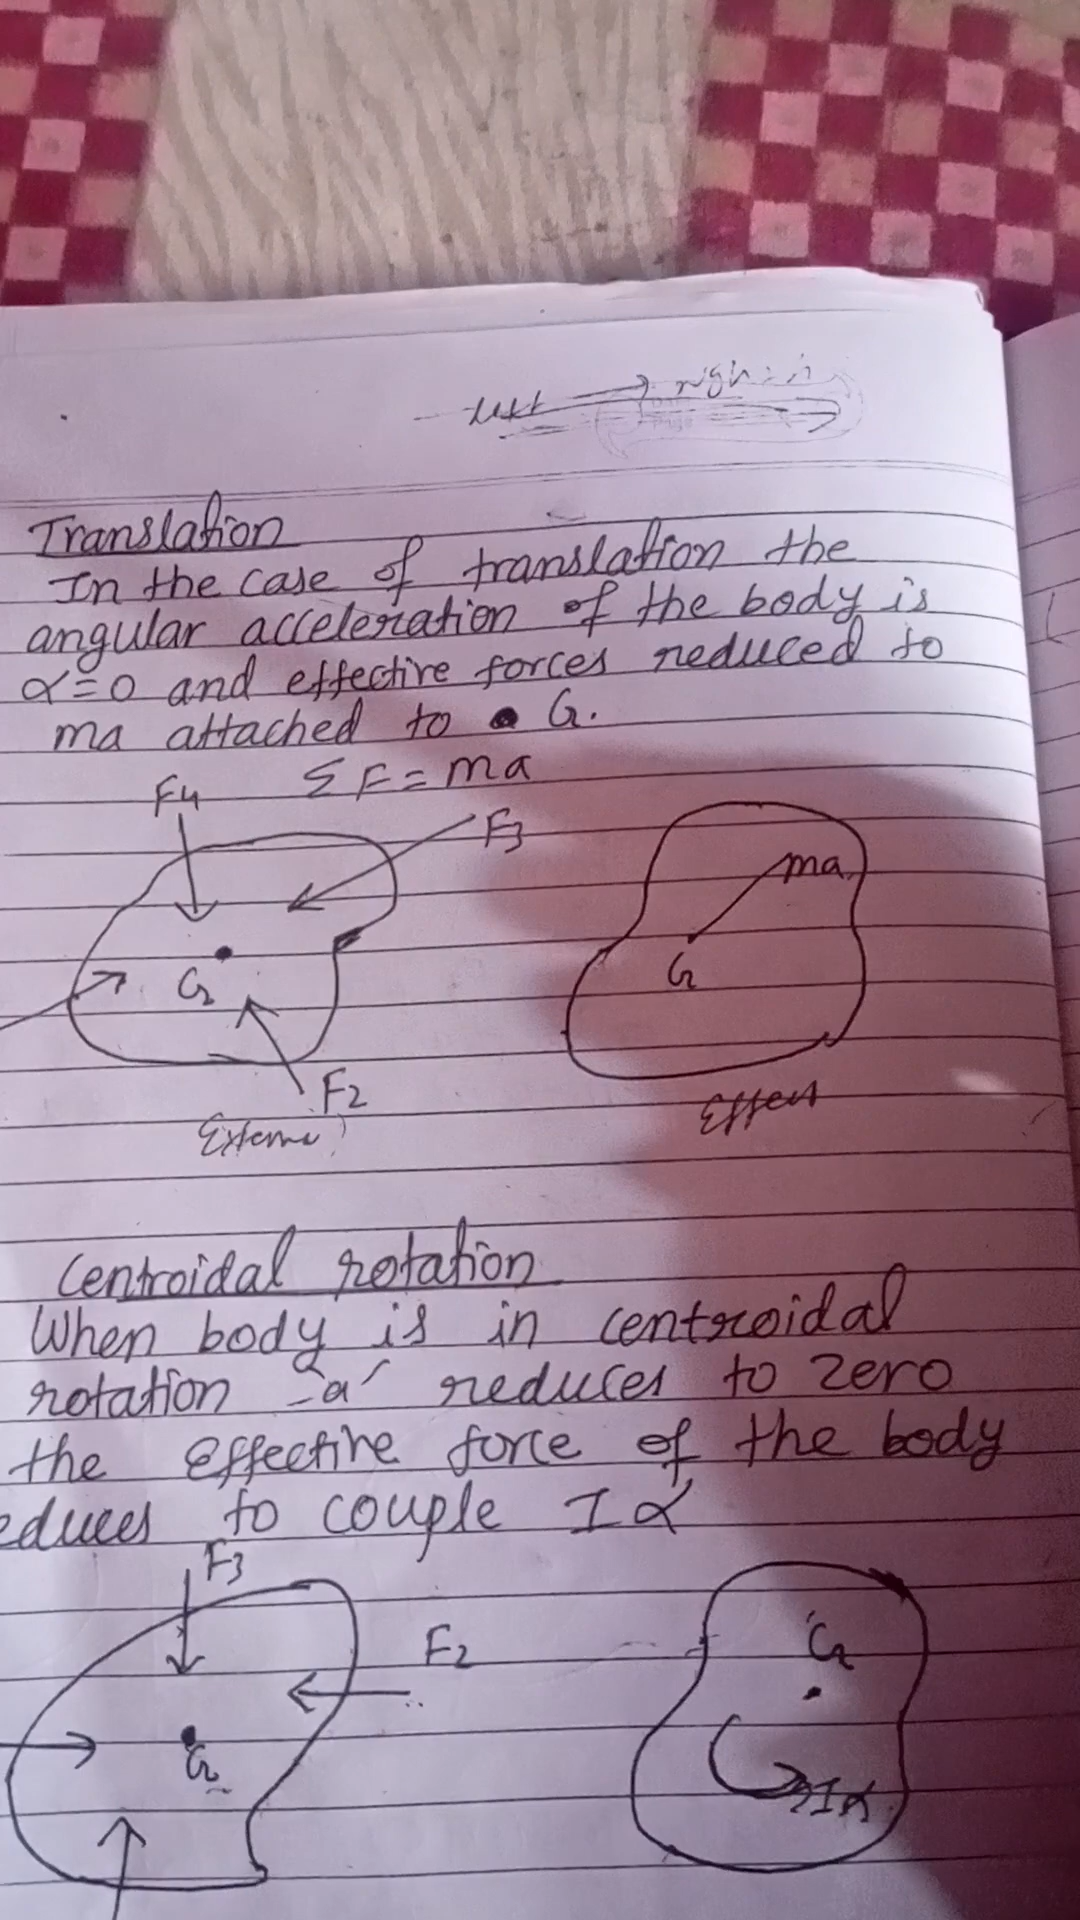 Translation
In the case of translation the
angular acceleration of the body is
α=0 and effective forces reduced to
ma attached to G.
Σ F = ma
F4
F3
ma
G
G
F2
Effect
Centroidal rotation
When body is in centroidal
rotation 'a' reduces to zero
the effective force of the body
educes to couple Iα
F3
F2
G
G
Iα